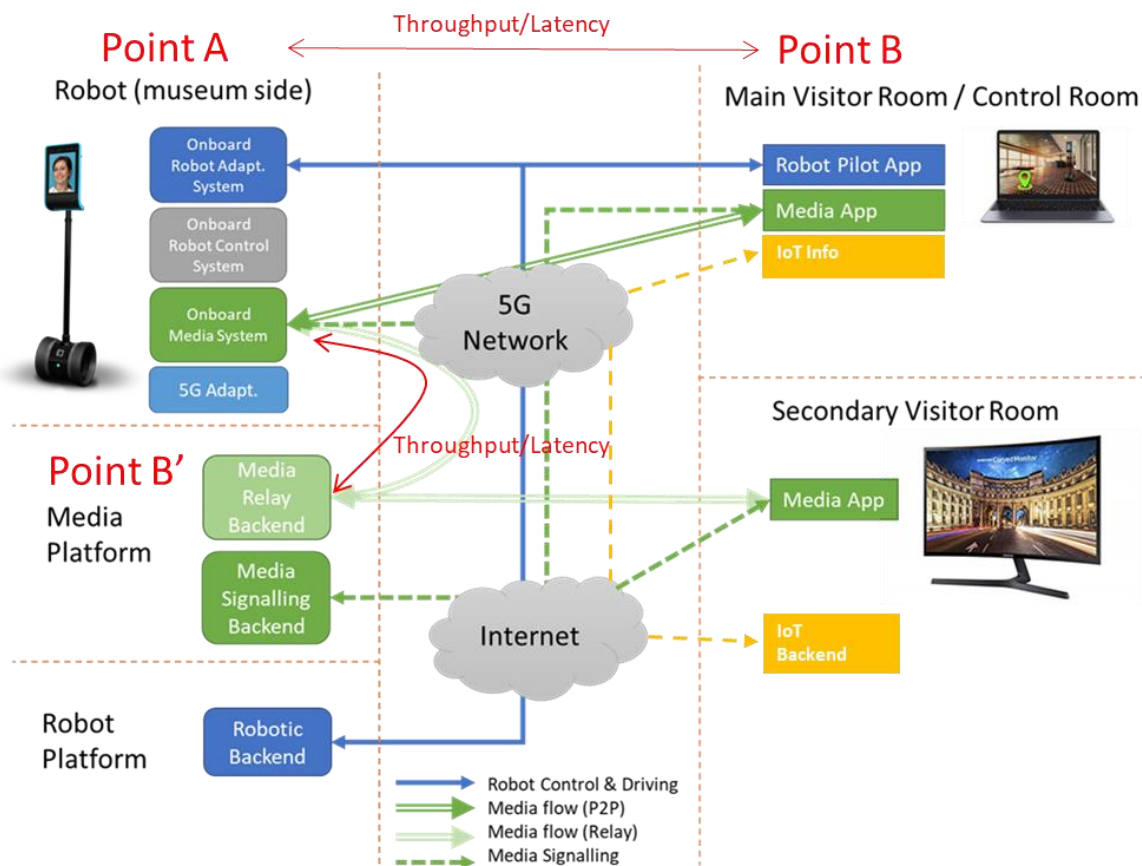 Throughput/Latency
Point A
Point B
Robot (museum side)
Main Visitor Room / Control Room
Onboard
Robot Adapt.
System
Robot Pilot App
Media App
IoT Info
Onboard
Robot Control
System
5G
Network
Onboard
Media System
5G Adapt.
Secondary Visitor Room
Throughput/Latency
Point B’
Media
Platform
Media
Relay
Backend
Media App
Media
Signalling
Backend
Internet
IoT
Backend
Robot
Platform
Robotic
Backend
Robot Control & Driving
Media flow (P2P)
Media flow (Relay)
Media Signalling